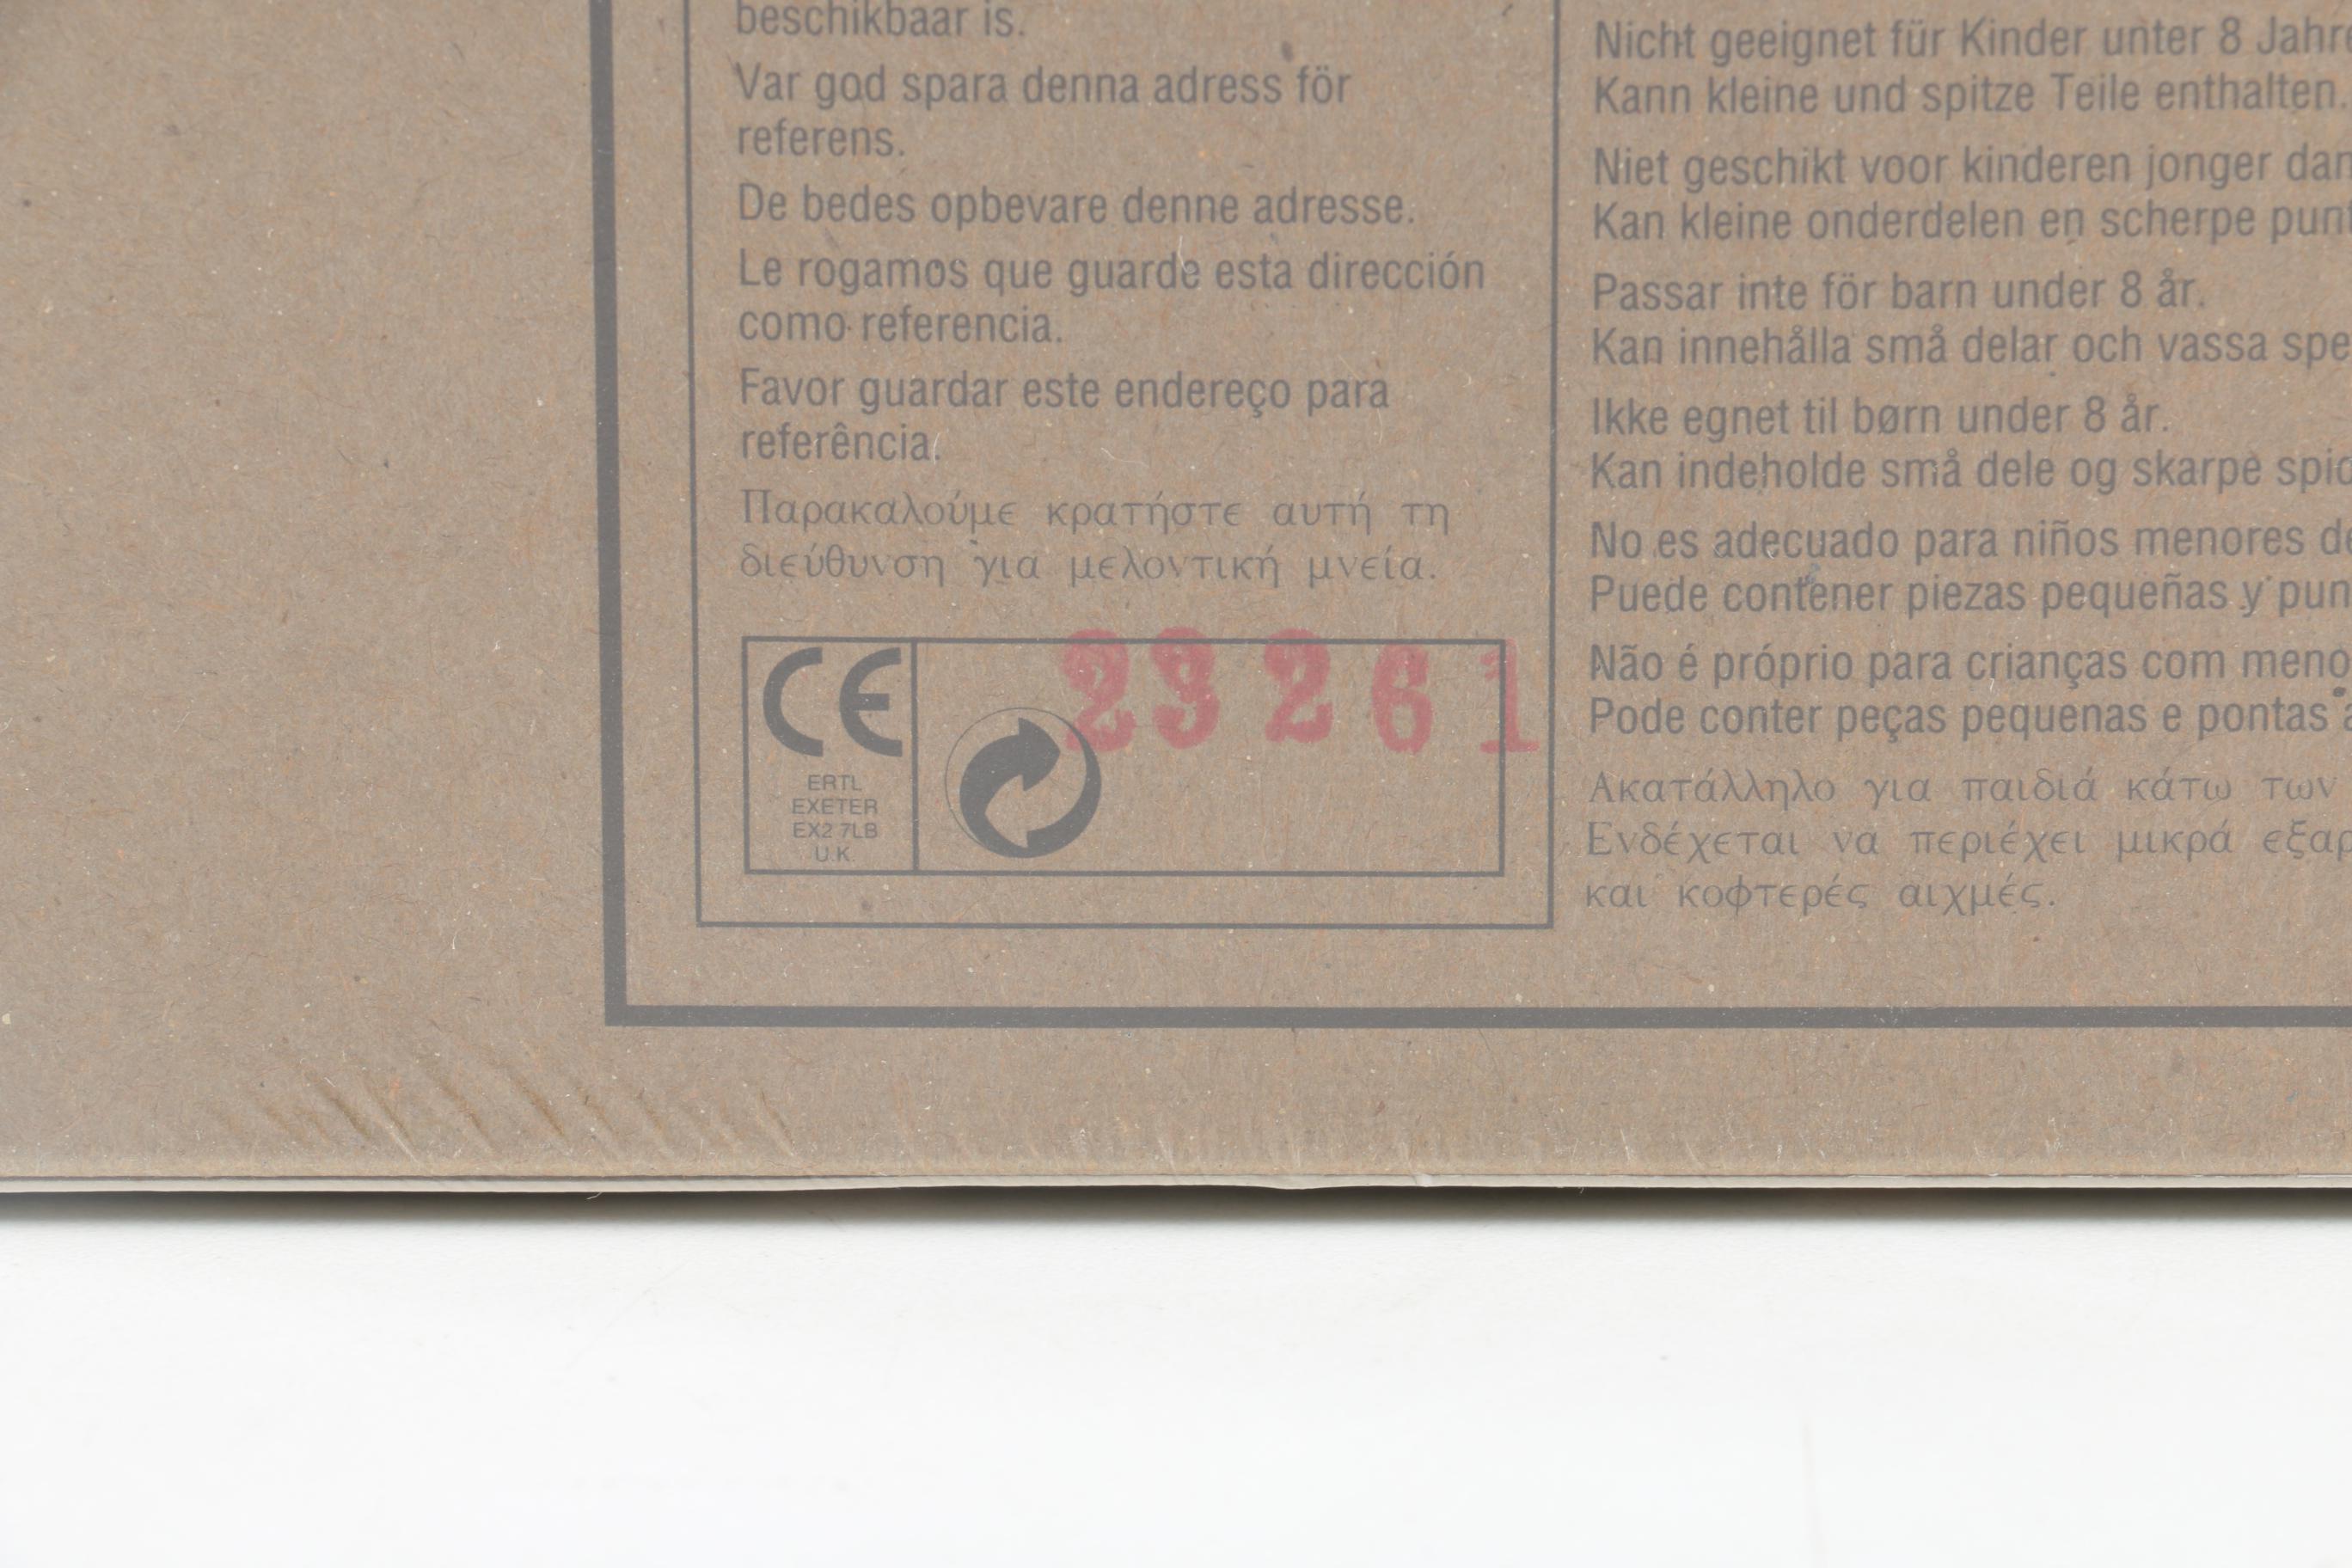 beschikbaar is.
Var god spara denna adress för
referens.
De bedes opbevare denne adresse.
Le rogamos que guarde esta dirección
como referencia.
Favor guardar este endereço para
referência.
Παρακαλούμε κρατήστε αυτή τη
διεύθυνση για μελοντική μνεία.
CE
ERTL
EXETER
EX2 7LB
U.K.
23261
Nicht geeignet für Kinder unter 8 Jahre
Kann kleine und spitze Teile enthalten.
Niet geschikt voor kinderen jonger dan
Kan kleine onderdelen en scherpe punt
Passar inte för barn under 8 år.
Kan innehålla små delar och vassa spe
Ikke egnet til børn under 8 år.
Kan indeholde små dele og skarpe spid
No es adecuado para niños menores de
Puede contener piezas pequeñas y pun
Não é próprio para crianças com meno
Pode conter peças pequenas e pontas a
Ακατάλληλο για παιδιά κάτω των
Ενδέχεται να περιέχει μικρά εξαρ
και κοφτερές αιχμές.